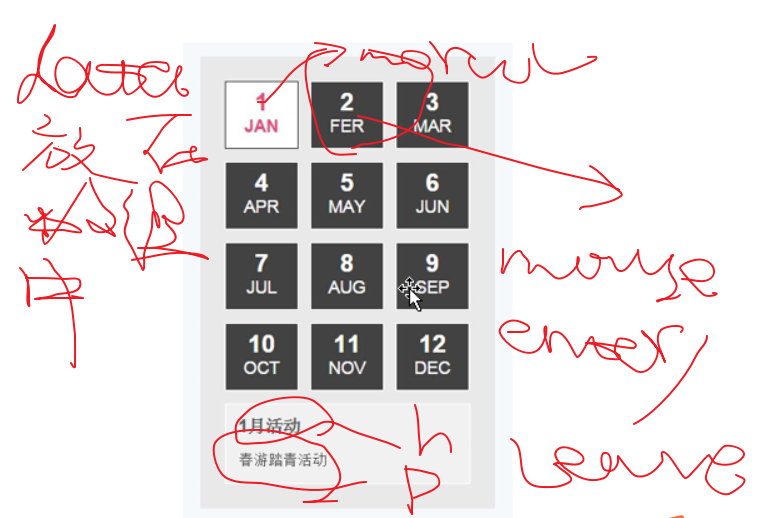 data
放在
数组
中
normal
1
JAN
2
FER
3
MAR
4
APR
5
MAY
6
JUN
7
JUL
8
AUG
9
SEP
10
OCT
11
NOV
12
DEC
mouse
enter/
leave
1月活动
春游踏青活动
h
p